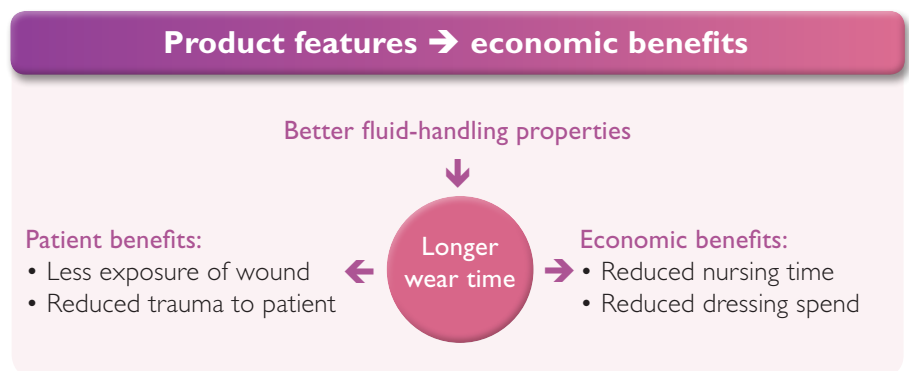 Product features ➔ economic benefits
Better fluid-handling properties
Patient benefits:
• Less exposure of wound
• Reduced trauma to patient
Longer
wear time
Economic benefits:
• Reduced nursing time
• Reduced dressing spend